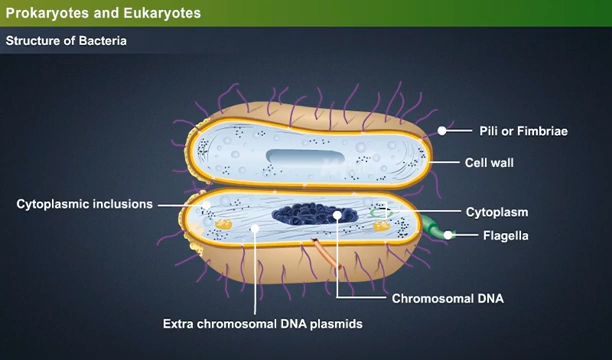 Prokaryotes and Eukaryotes
Structure of Bacteria
Pili or Fimbriae
Cell wall
Cytoplasmic inclusions
Cytoplasm
Flagella
Chromosomal DNA
Extra chromosomal DNA plasmids